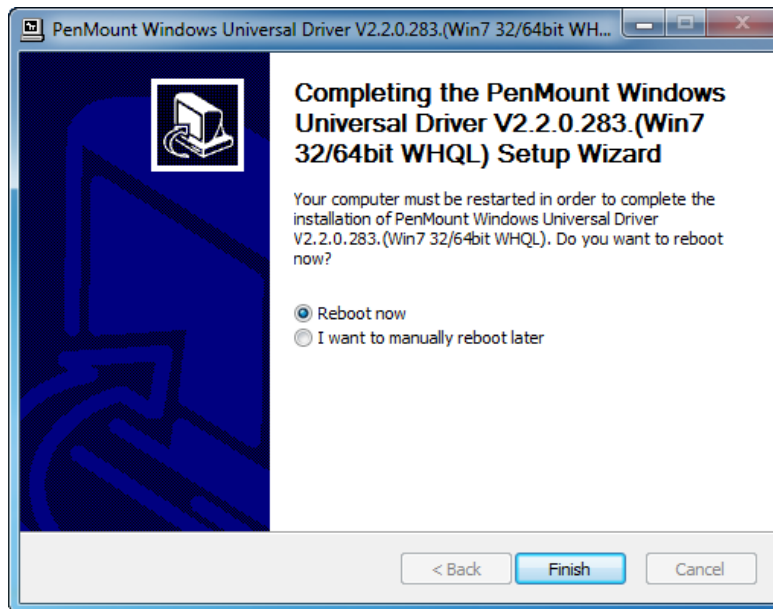 PenMount Windows Universal Driver V2.2.0.283.(Win7 32/64bit WH...
Completing the PenMount Windows
Universal Driver V2.2.0.283.(Win7
32/64bit WHQL) Setup Wizard
Your computer must be restarted in order to complete the
installation of PenMount Windows Universal Driver
V2.2.0.283.(Win7 32/64bit WHQL). Do you want to reboot
now?
Reboot now
I want to manually reboot later
< Back
Finish
Cancel